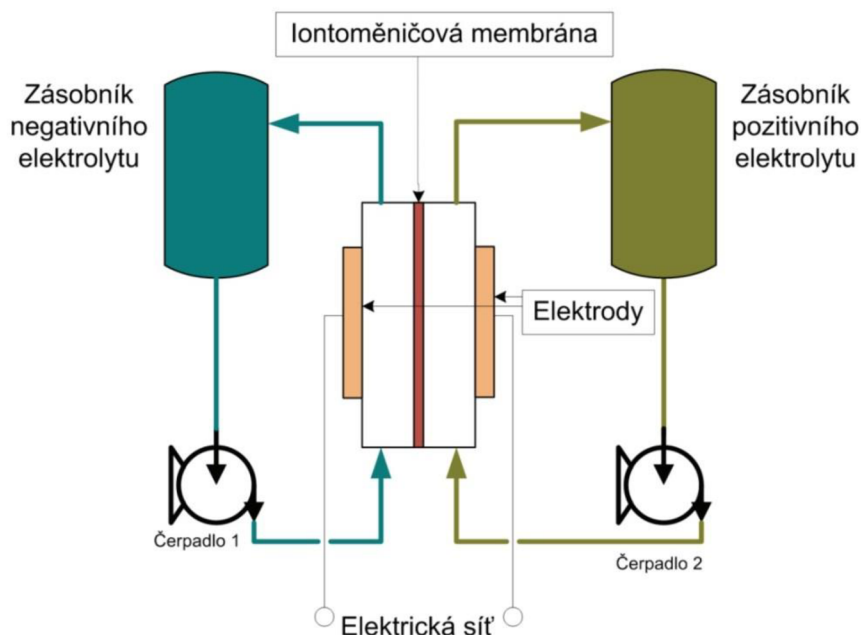 Iontoměničová membrána
Zásobník
negativního
elektrolytu
Zásobník
pozitivního
elektrolytu
Elektrody
Čerpadlo 1
Čerpadlo 2
Elektrická síť